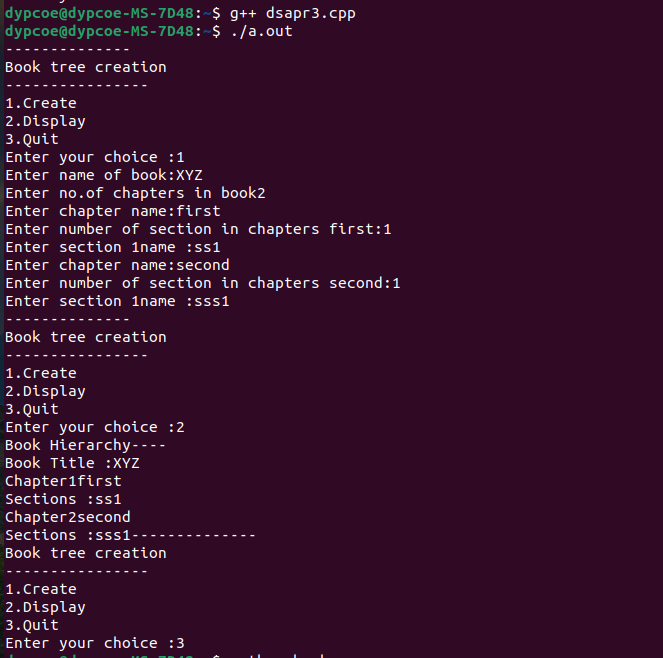 dypcoe@dypcoe-MS-7D48:~$ g++ dsapr3.cpp
dypcoe@dypcoe-MS-7D48:~$ ./a.out
--------------
Book tree creation
----------------
1.Create
2.Display
3.Quit
Enter your choice :1
Enter name of book:XYZ
Enter no.of chapters in book2
Enter chapter name:first
Enter number of section in chapters first:1
Enter section 1name :ss1
Enter chapter name:second
Enter number of section in chapters second:1
Enter section 1name :sss1
--------------
Book tree creation
----------------
1.Create
2.Display
3.Quit
Enter your choice :2
Book Hierarchy----
Book Title :XYZ
Chapter1first
Sections :ss1
Chapter2second
Sections :sss1--------------
Book tree creation
----------------
1.Create
2.Display
3.Quit
Enter your choice :3